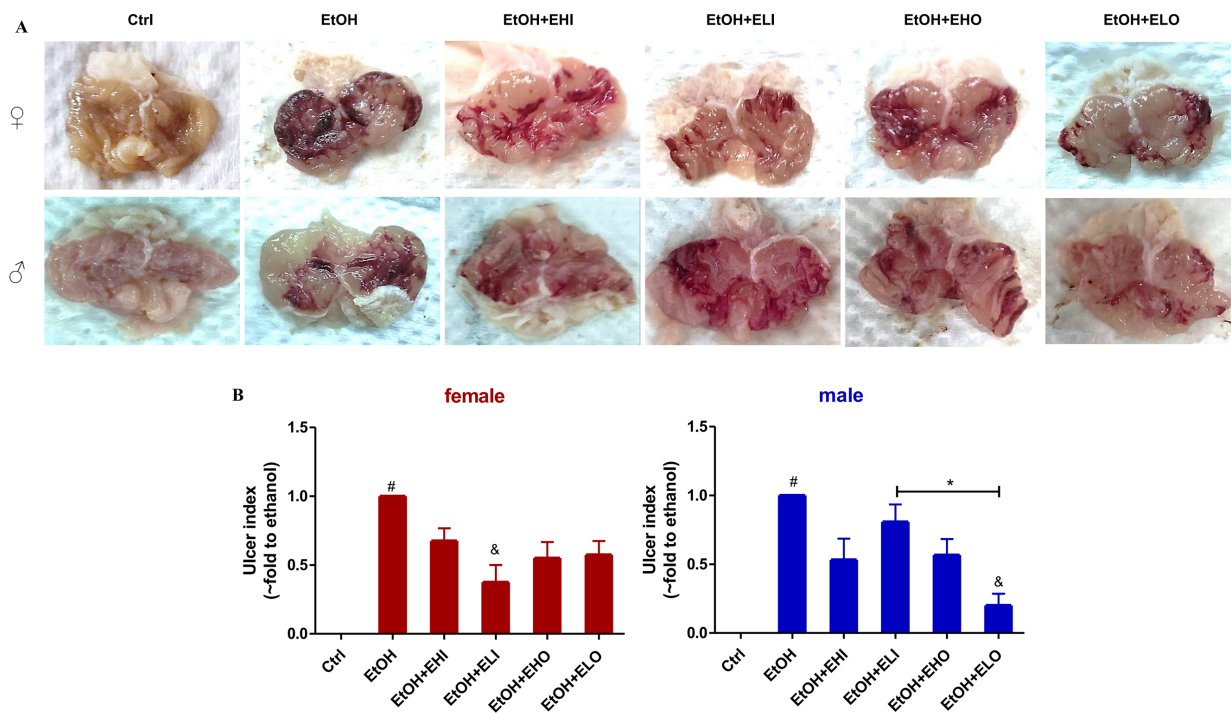 A
Ctrl EtOH EtOH+EHI EtOH+ELI EtOH+EHO EtOH+ELO
♀
♂
B
female
Ulcer index
(~fold to ethanol)
1.5
1.0
0.5
0.0
#
&
Ctrl
EtOH
EtOH+EHI
EtOH+ELI
EtOH+EHO
EtOH+ELO
male
Ulcer index
(~fold to ethanol)
1.5
1.0
0.5
0.0
#
*
&
Ctrl
EtOH
EtOH+EHI
EtOH+ELI
EtOH+EHO
EtOH+ELO